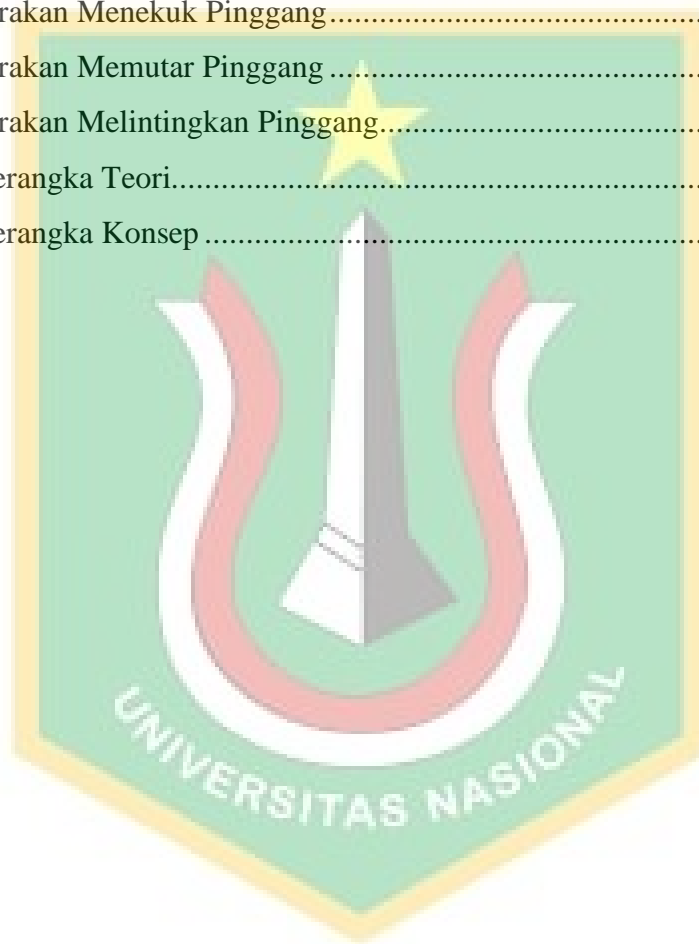 rakan Menekuk Pinggang..........................................
rakan Memutar Pinggang ..........................................
rakan Melintingkan Pinggang....................................
erangka Teori..............................................................
erangka Konsep ..........................................................
UNIVERSITAS NASIONAL